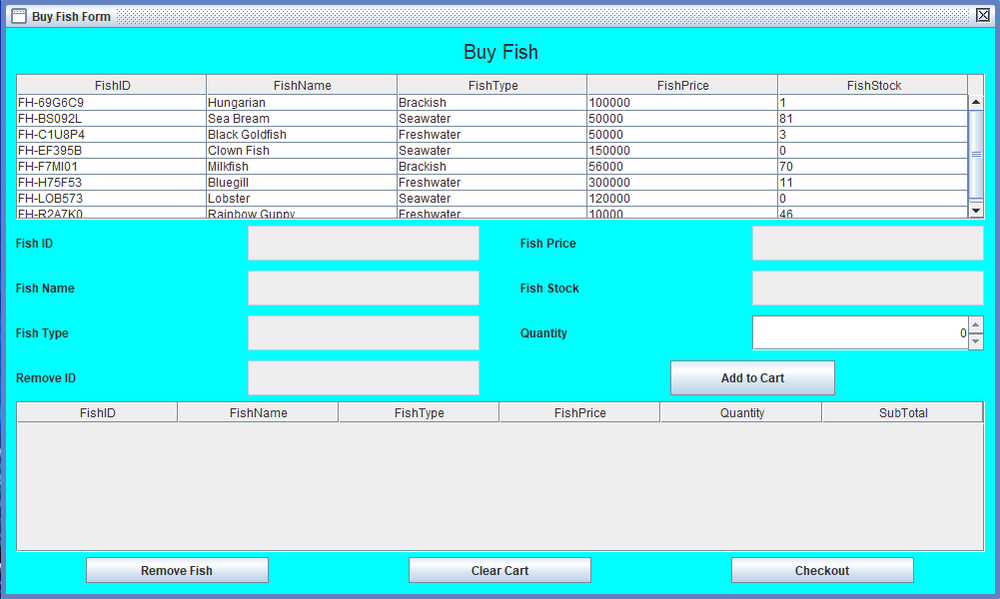 Buy Fish Form
Buy Fish
FishID FishName FishType FishPrice FishStock
FH-69G6C9 Hungarian Brackish 100000 1
FH-BS092L Sea Bream Seawater 50000 81
FH-C1U8P4 Black Goldfish Freshwater 50000 3
FH-EF395B Clown Fish Seawater 150000 0
FH-F7MI01 Milkfish Brackish 56000 70
FH-H75F53 Bluegill Freshwater 300000 11
FH-LOB573 Lobster Seawater 120000 0
FH-R2A7K0 Rainbow Guppy Freshwater 10000 46
Fish ID Fish Price
Fish Name Fish Stock
Fish Type Quantity 0
Remove ID Add to Cart
FishID FishName FishType FishPrice Quantity SubTotal
Remove Fish Clear Cart Checkout